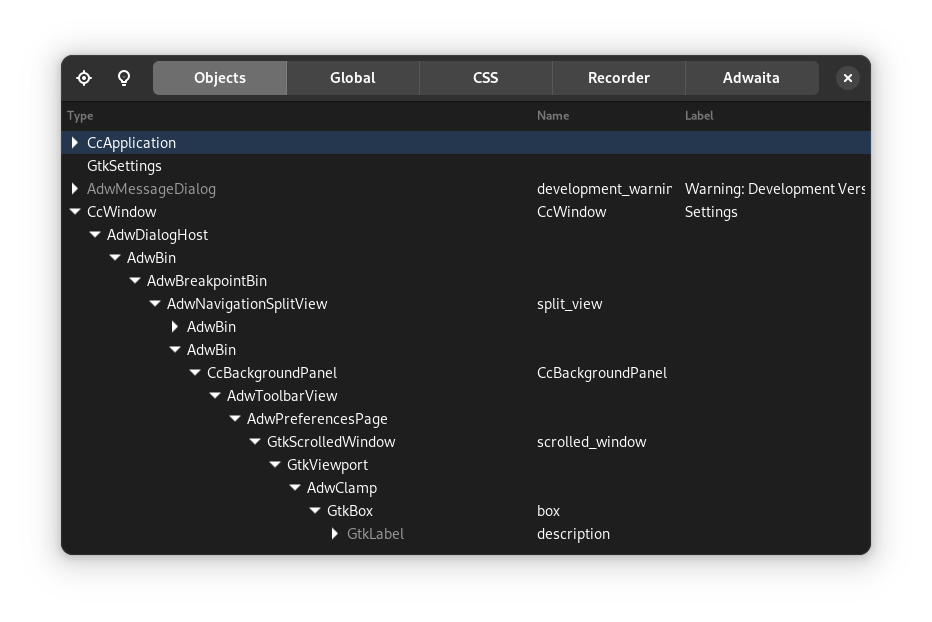 Objects Global CSS Recorder Adwaita
Type Name Label
CcApplication
GtkSettings
AdwMessageDialog development_warnin Warning: Development Vers
CcWindow CcWindow Settings
AdwDialogHost
AdwBin
AdwBreakpointBin
AdwNavigationSplitView split_view
AdwBin
AdwBin
CcBackgroundPanel CcBackgroundPanel
AdwToolbarView
AdwPreferencesPage
GtkScrolledWindow scrolled_window
GtkViewport
AdwClamp
GtkBox box
GtkLabel description